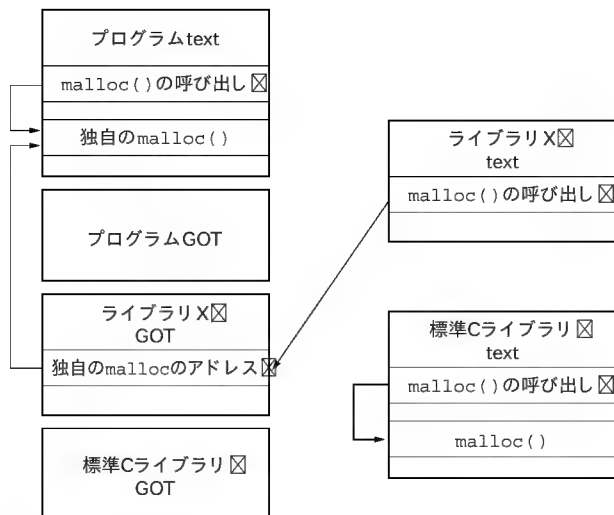 プログラムtext
malloc()の呼び出し
独自のmalloc()
プログラムGOT
ライブラリX
GOT
独自のmallocのアドレス
標準Cライブラリ
GOT
ライブラリX
text
malloc()の呼び出し
標準Cライブラリ
text
malloc()の呼び出し
malloc()